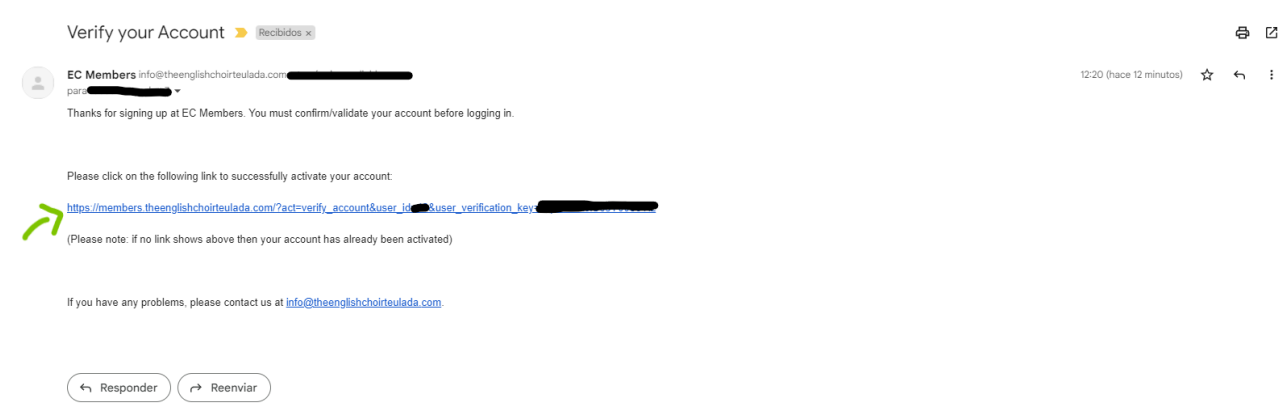 Verify your Account Recibidos x
EC Members info@theenglishchoirteulada.com
12:20 (hace 12 minutos)
para
Thanks for signing up at EC Members. You must confirm/validate your account before logging in.
Please click on the following link to successfully activate your account:
https://members.theenglishchoirteulada.com/?act=verify_account&user_id &user_verification_key=
(Please note: if no link shows above then your account has already been activated)
If you have any problems, please contact us at info@theenglishchoirteulada.com.
Responder
Reenviar